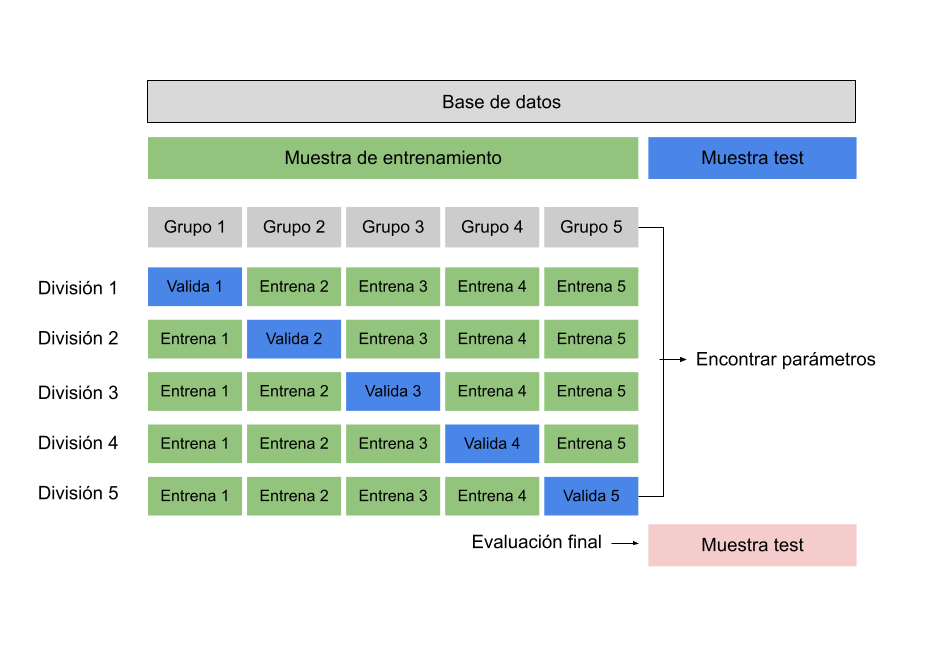 Base de datos
Muestra de entrenamiento Muestra test
Grupo 1 Grupo 2 Grupo 3 Grupo 4 Grupo 5
División 1 Valida 1 Entrena 2 Entrena 3 Entrena 4 Entrena 5
División 2 Entrena 1 Valida 2 Entrena 3 Entrena 4 Entrena 5
Encontrar parámetros
División 3 Entrena 1 Entrena 2 Valida 3 Entrena 4 Entrena 5
División 4 Entrena 1 Entrena 2 Entrena 3 Valida 4 Entrena 5
División 5 Entrena 1 Entrena 2 Entrena 3 Entrena 4 Valida 5
Evaluación final Muestra test